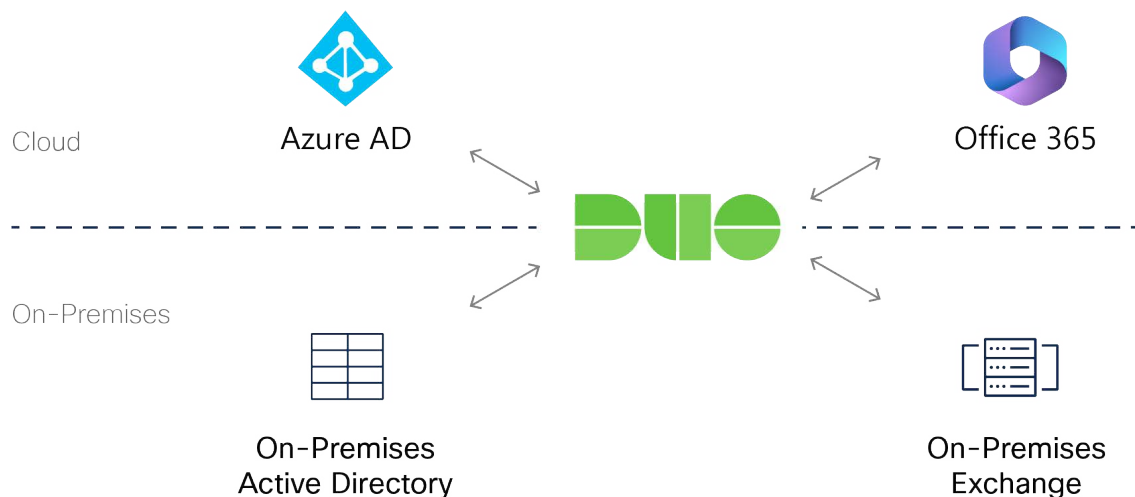 Azure AD
Office 365
Cloud
DUO
On-Premises
On-Premises
Active Directory
On-Premises
Exchange